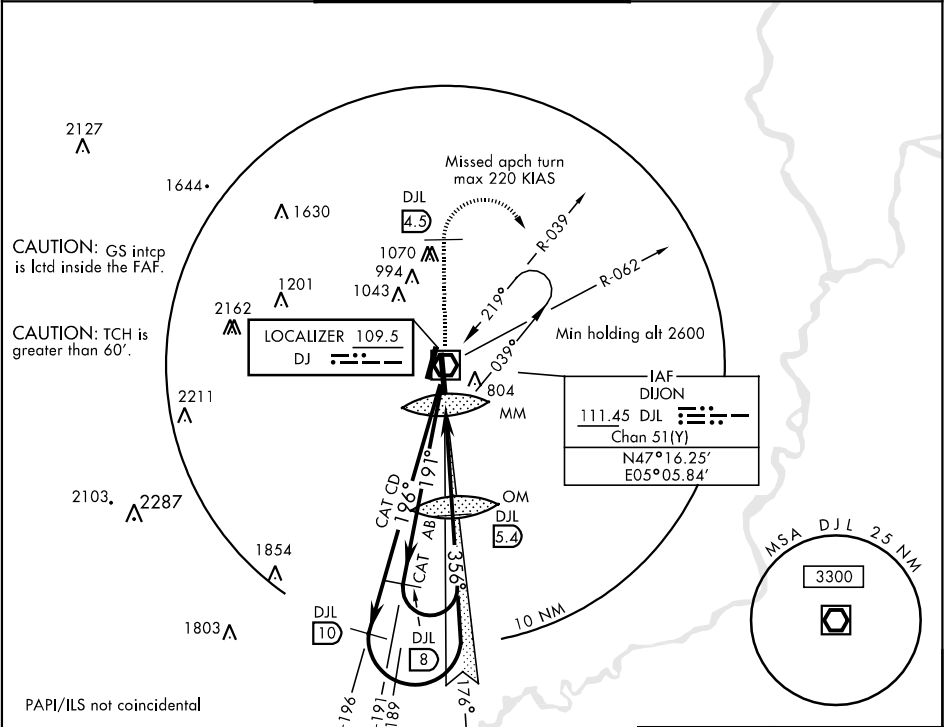 2127
1644
1630
CAUTION: GS intcp
is lctd inside the FAF.
Missed apch turn
max 220 KIAS
DJL
4.5
1070
994
1043
1201
2162
R-039
R-062
219°
039°
Min holding alt 2600
CAUTION: TCH is
greater than 60'.
LOCALIZER 109.5
DJ
804
MM
IAF
DIJON
111.45 DJL
Chan 51(Y)
N47°16.25'
E05°05.84'
2211
2103
2287
CAT CD
196°
CAT AB
191°
356°
OM
DJL
5.4
1854
1803
DJL
10
DJL
8
10 NM
MSA DJL 25 NM
3300
PAPI/ILS not coincidental
-196
-191
189
176°